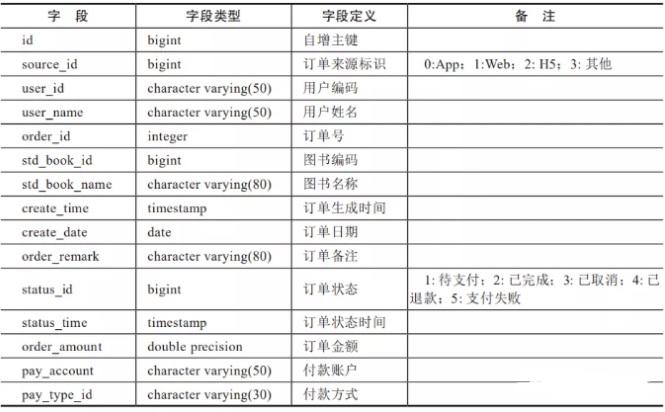 字 段 字段类型 字段定义 备 注
id bigint 自增主键
source_id bigint 订单来源标识 0:App；1:Web；2: H5；3: 其他
user_id character varying(50) 用户编码
user_name character varying(50) 用户姓名
order_id integer 订单号
std_book_id bigint 图书编码
std_book_name character varying(80) 图书名称
create_time timestamp 订单生成时间
create_date date 订单日期
order_remark character varying(80) 订单备注
status_id bigint 订单状态 1: 待支付；2: 已完成；3: 已取消；4: 已
退款；5: 支付失败
status_time timestamp 订单状态时间
order_amount double precision 订单金额
pay_account character varying(50) 付款账户
pay_type_id character varying(30) 付款方式